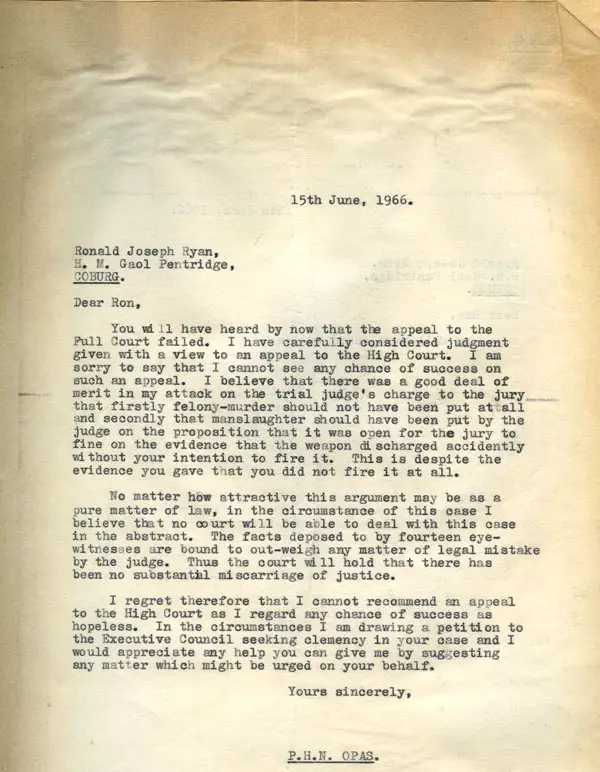 15th June, 1966.
Ronald Joseph Ryan,
H. M. Gaol Pentridge,
COBURG.
Dear Ron,
You will have heard by now that the appeal to the
Full Court failed. I have carefully considered judgment
given with a view to an appeal to the High Court. I am
sorry to say that I cannot see any chance of success on
such an appeal. I believe that there was a good deal of
merit in my attack on the trial judge's charge to the jury
that firstly felony-murder should not have been put at all
and secondly that manslaughter should have been put by the
judge on the proposition that it was open for the jury to
fine on the evidence that the weapon discharged accidently
without your intention to fire it. This is despite the
evidence you gave that you did not fire it at all.
No matter how attractive this argument may be as a
pure matter of law, in the circumstance of this case I
believe that no court will be able to deal with this case
in the abstract. The facts deposed to by fourteen eye-
witnesses are bound to out-weigh any matter of legal mistake
by the judge. Thus the court will hold that there has
been no substantial miscarriage of justice.
I regret therefore that I cannot recommend an appeal
to the High Court as I regard any chance of success as
hopeless. In the circumstances I am drawing a petition to
the Executive Council seeking clemency in your case and I
would appreciate any help you can give me by suggesting
any matter which might be urged on your behalf.
Yours sincerely,
P.H.N. OPAS.